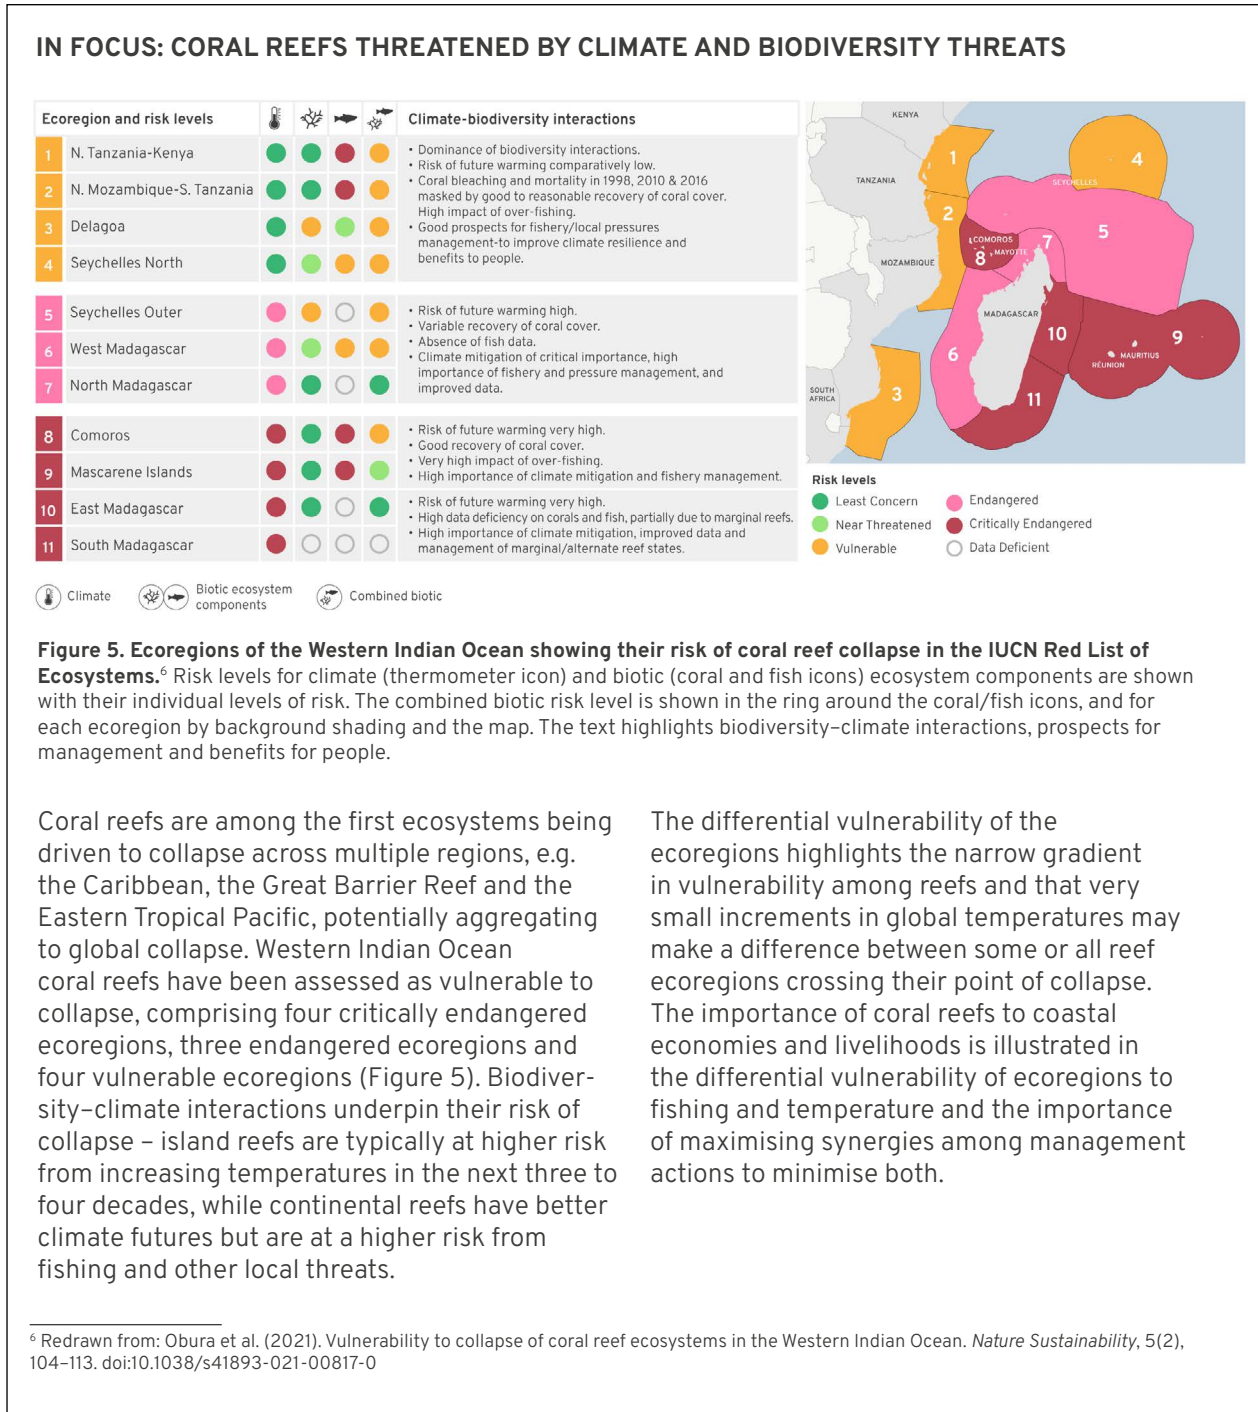 IN FOCUS: CORAL REEFS THREATENED BY CLIMATE AND BIODIVERSITY THREATS
Ecoregion and risk levels
Climate-biodiversity interactions
1 N. Tanzania-Kenya
2 N. Mozambique-S. Tanzania
3 Delagoa
4 Seychelles North
• Dominance of biodiversity interactions.
• Risk of future warming comparatively low.
• Coral bleaching and mortality in 1998, 2010 & 2016
masked by good to reasonable recovery of coral cover.
High impact of over-fishing.
• Good prospects for fishery/local pressures
management-to improve climate resilience and
benefits to people.
5 Seychelles Outer
6 West Madagascar
7 North Madagascar
• Risk of future warming high.
• Variable recovery of coral cover.
• Absence of fish data.
• Climate mitigation of critical importance, high
importance of fishery and pressure management, and
improved data.
8 Comoros
9 Mascarene Islands
• Risk of future warming very high.
• Good recovery of coral cover.
• Very high impact of over-fishing.
• High importance of climate mitigation and fishery management.
10 East Madagascar
11 South Madagascar
• Risk of future warming very high.
• High data deficiency on corals and fish, partially due to marginal reefs.
• High importance of climate mitigation, improved data and
management of marginal/alternate reef states.
Climate
Biotic ecosystem
components
Combined biotic
KENYA
TANZANIA
MOZAMBIQUE
SOUTH
AFRICA
SEYCHELLES
COMOROS
MAYOTTE
MADAGASCAR
MAURITIUS
RÉUNION
1
2
3
4
5
6
7
8
9
10
11
Risk levels
Least Concern
Near Threatened
Vulnerable
Endangered
Critically Endangered
Data Deficient
Figure 5. Ecoregions of the Western Indian Ocean showing their risk of coral reef collapse in the IUCN Red List of
Ecosystems.⁶ Risk levels for climate (thermometer icon) and biotic (coral and fish icons) ecosystem components are shown
with their individual levels of risk. The combined biotic risk level is shown in the ring around the coral/fish icons, and for
each ecoregion by background shading and the map. The text highlights biodiversity–climate interactions, prospects for
management and benefits for people.
Coral reefs are among the first ecosystems being
driven to collapse across multiple regions, e.g.
the Caribbean, the Great Barrier Reef and the
Eastern Tropical Pacific, potentially aggregating
to global collapse. Western Indian Ocean
coral reefs have been assessed as vulnerable to
collapse, comprising four critically endangered
ecoregions, three endangered ecoregions and
four vulnerable ecoregions (Figure 5). Biodiver-
sity–climate interactions underpin their risk of
collapse – island reefs are typically at higher risk
from increasing temperatures in the next three to
four decades, while continental reefs have better
climate futures but are at a higher risk from
fishing and other local threats.
The differential vulnerability of the
ecoregions highlights the narrow gradient
in vulnerability among reefs and that very
small increments in global temperatures may
make a difference between some or all reef
ecoregions crossing their point of collapse.
The importance of coral reefs to coastal
economies and livelihoods is illustrated in
the differential vulnerability of ecoregions to
fishing and temperature and the importance
of maximising synergies among management
actions to minimise both.
⁶ Redrawn from: Obura et al. (2021). Vulnerability to collapse of coral reef ecosystems in the Western Indian Ocean. Nature Sustainability, 5(2),
104–113. doi:10.1038/s41893-021-00817-0